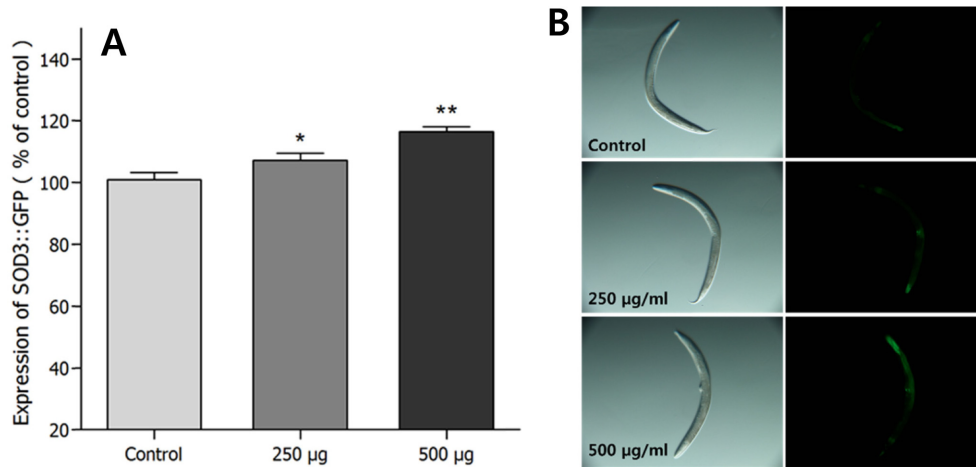 A
Expression of SOD3::GFP ( % of control )
140
120
100
80
60
40
20
*
**
Control
250 µg
500 µg
B
Control
250 µg/ml
500 µg/ml